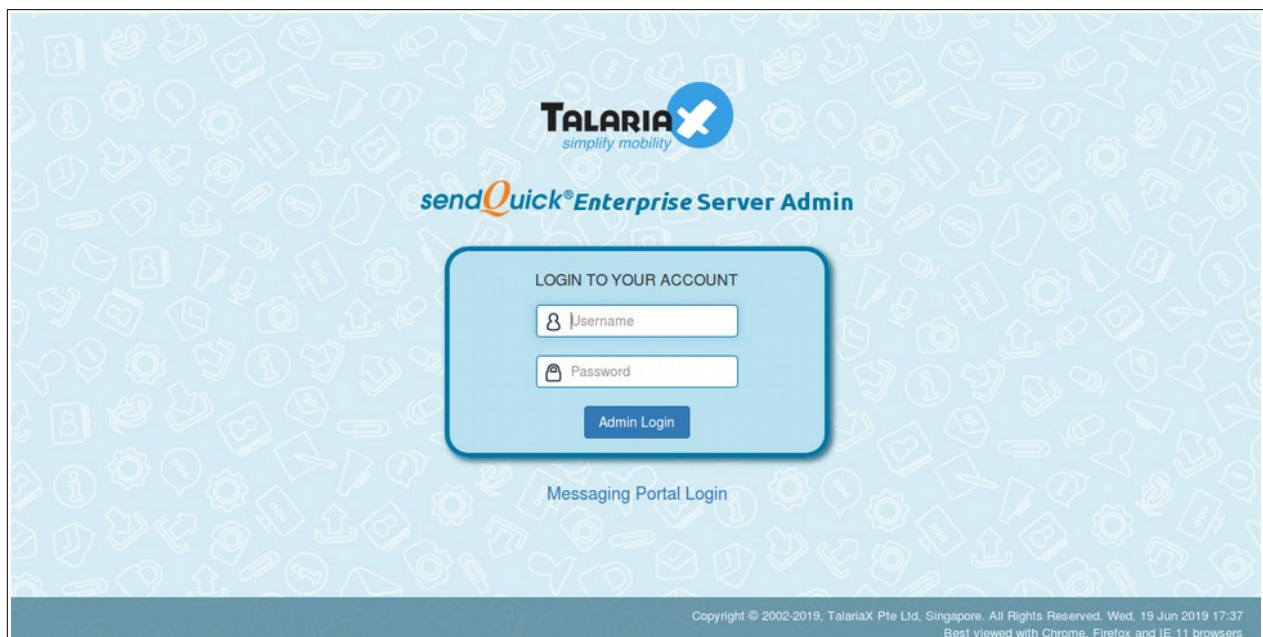 TALARIA X
simplify mobility
sendQuick® Enterprise Server Admin
LOGIN TO YOUR ACCOUNT
Username
Password
Admin Login
Messaging Portal Login
Copyright © 2002-2019, TalariaX Pte Ltd, Singapore. All Rights Reserved. Wed, 19 Jun 2019 17:37
Best viewed with Chrome, Firefox and IE 11 browsers